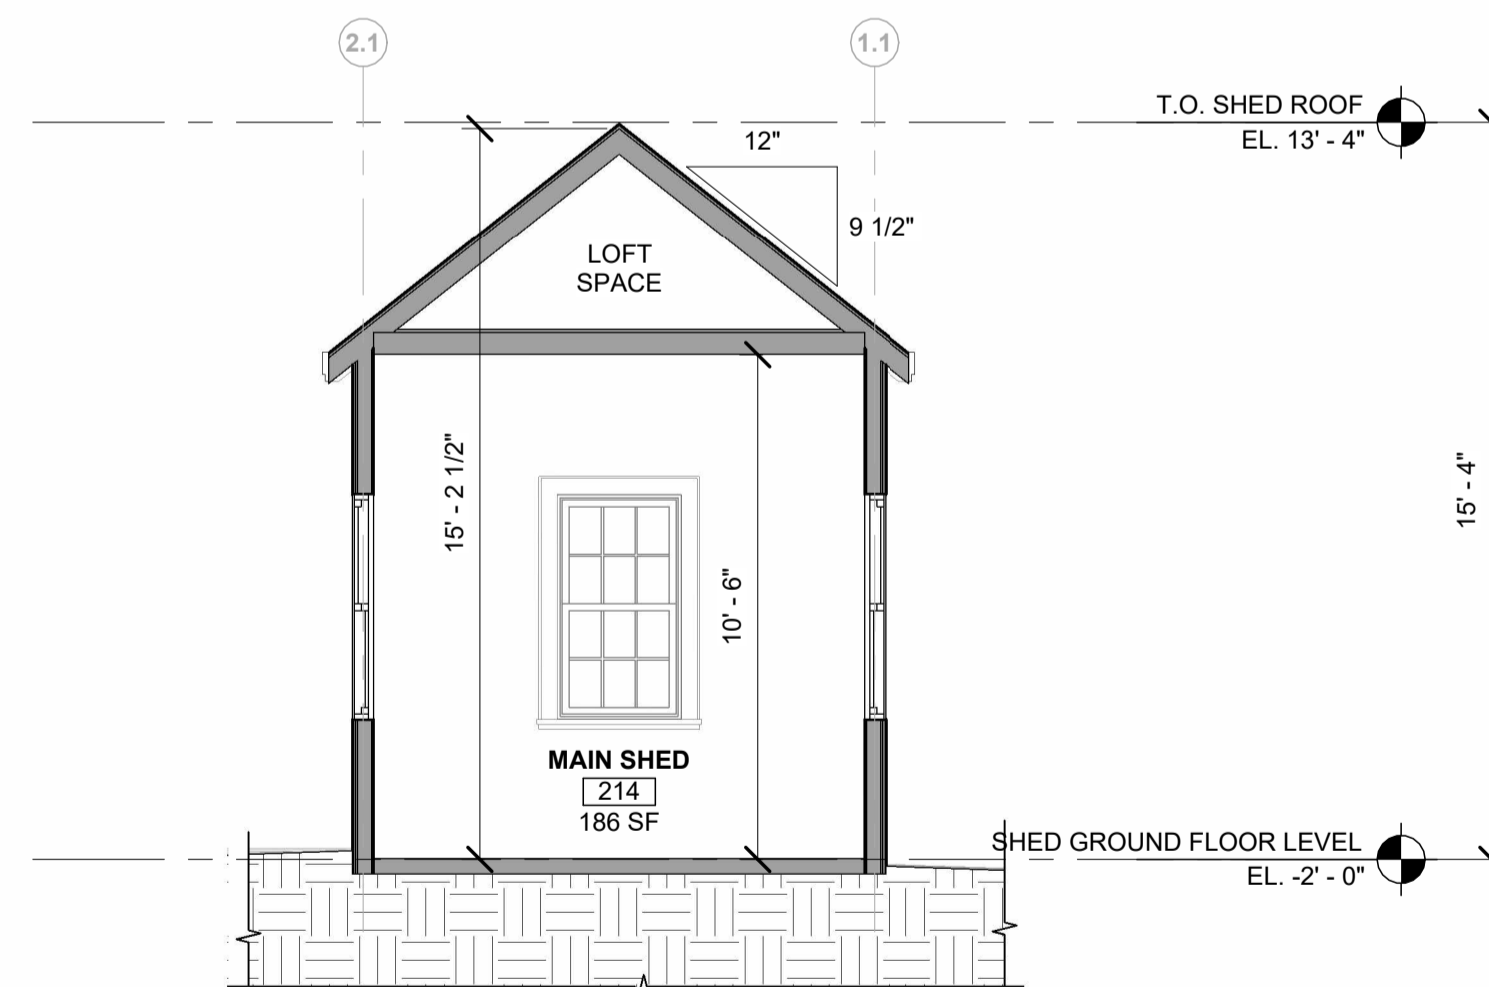 2.1
1.1
T.O. SHED ROOF
EL. 13' - 4"
12"
9 1/2"
LOFT
SPACE
15' - 2 1/2"
10' - 6"
15' - 4"
MAIN SHED
214
186 SF
SHED GROUND FLOOR LEVEL
EL. -2' - 0"